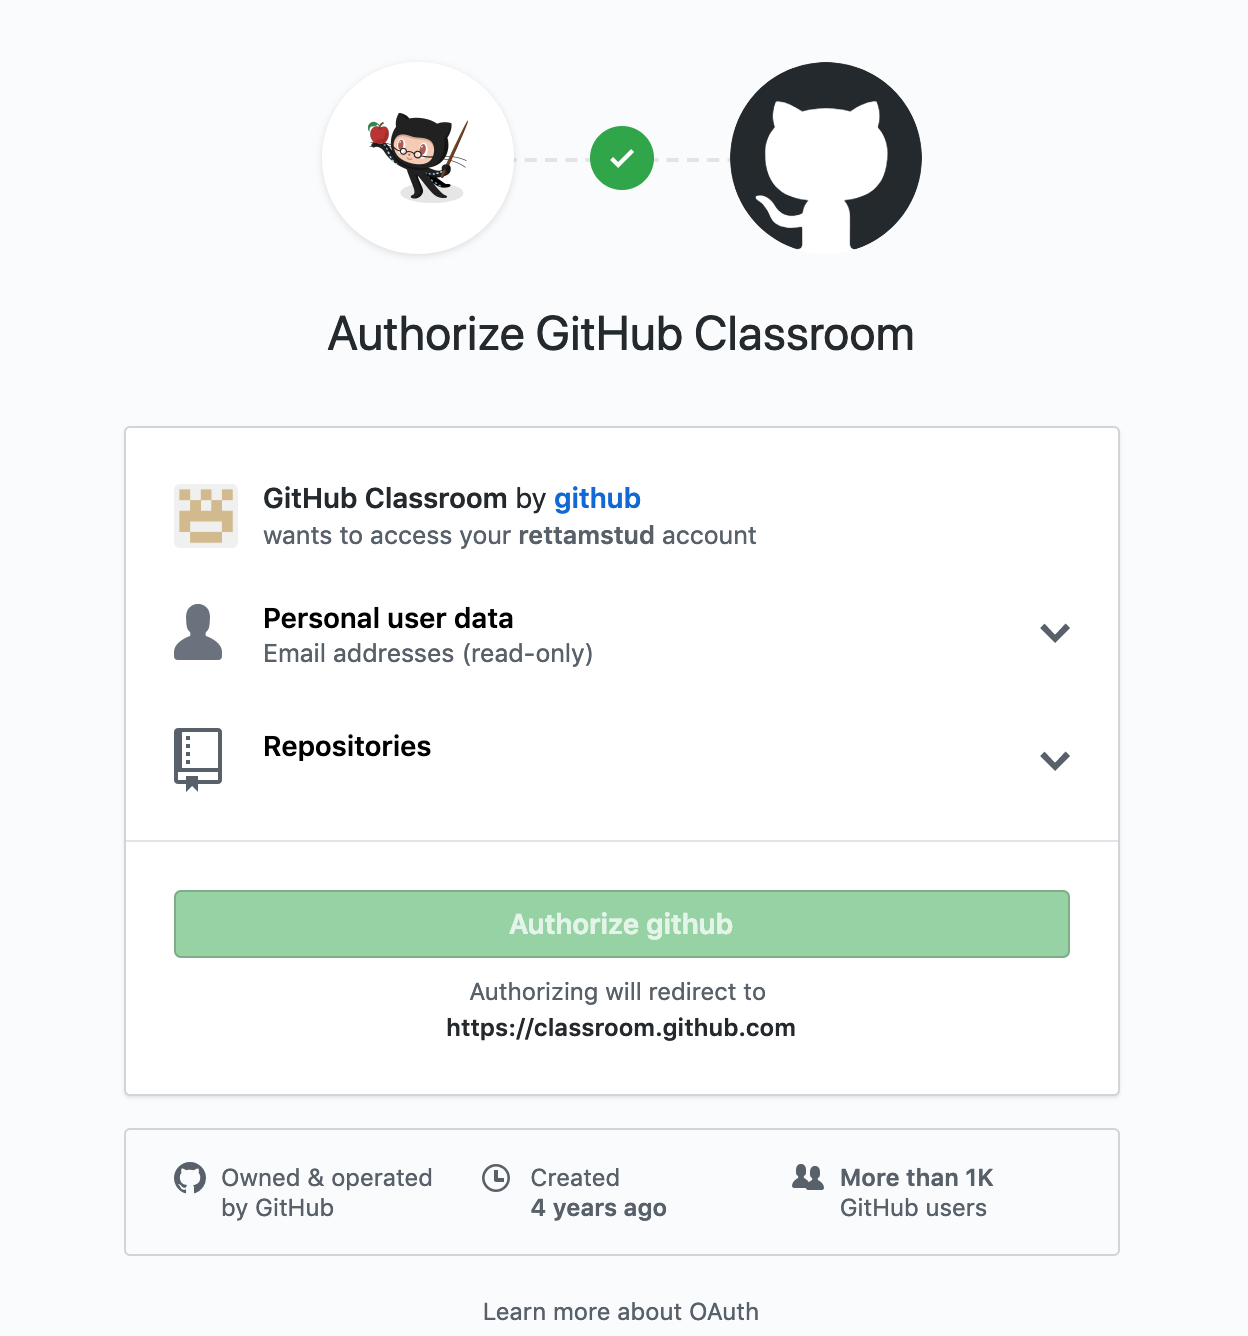 Authorize GitHub Classroom
GitHub Classroom by github
wants to access your rettamstud account
Personal user data
Email addresses (read-only)
Repositories
Authorize github
Authorizing will redirect to
https://classroom.github.com
Owned & operated
by GitHub
Created
4 years ago
More than 1K
GitHub users
Learn more about OAuth